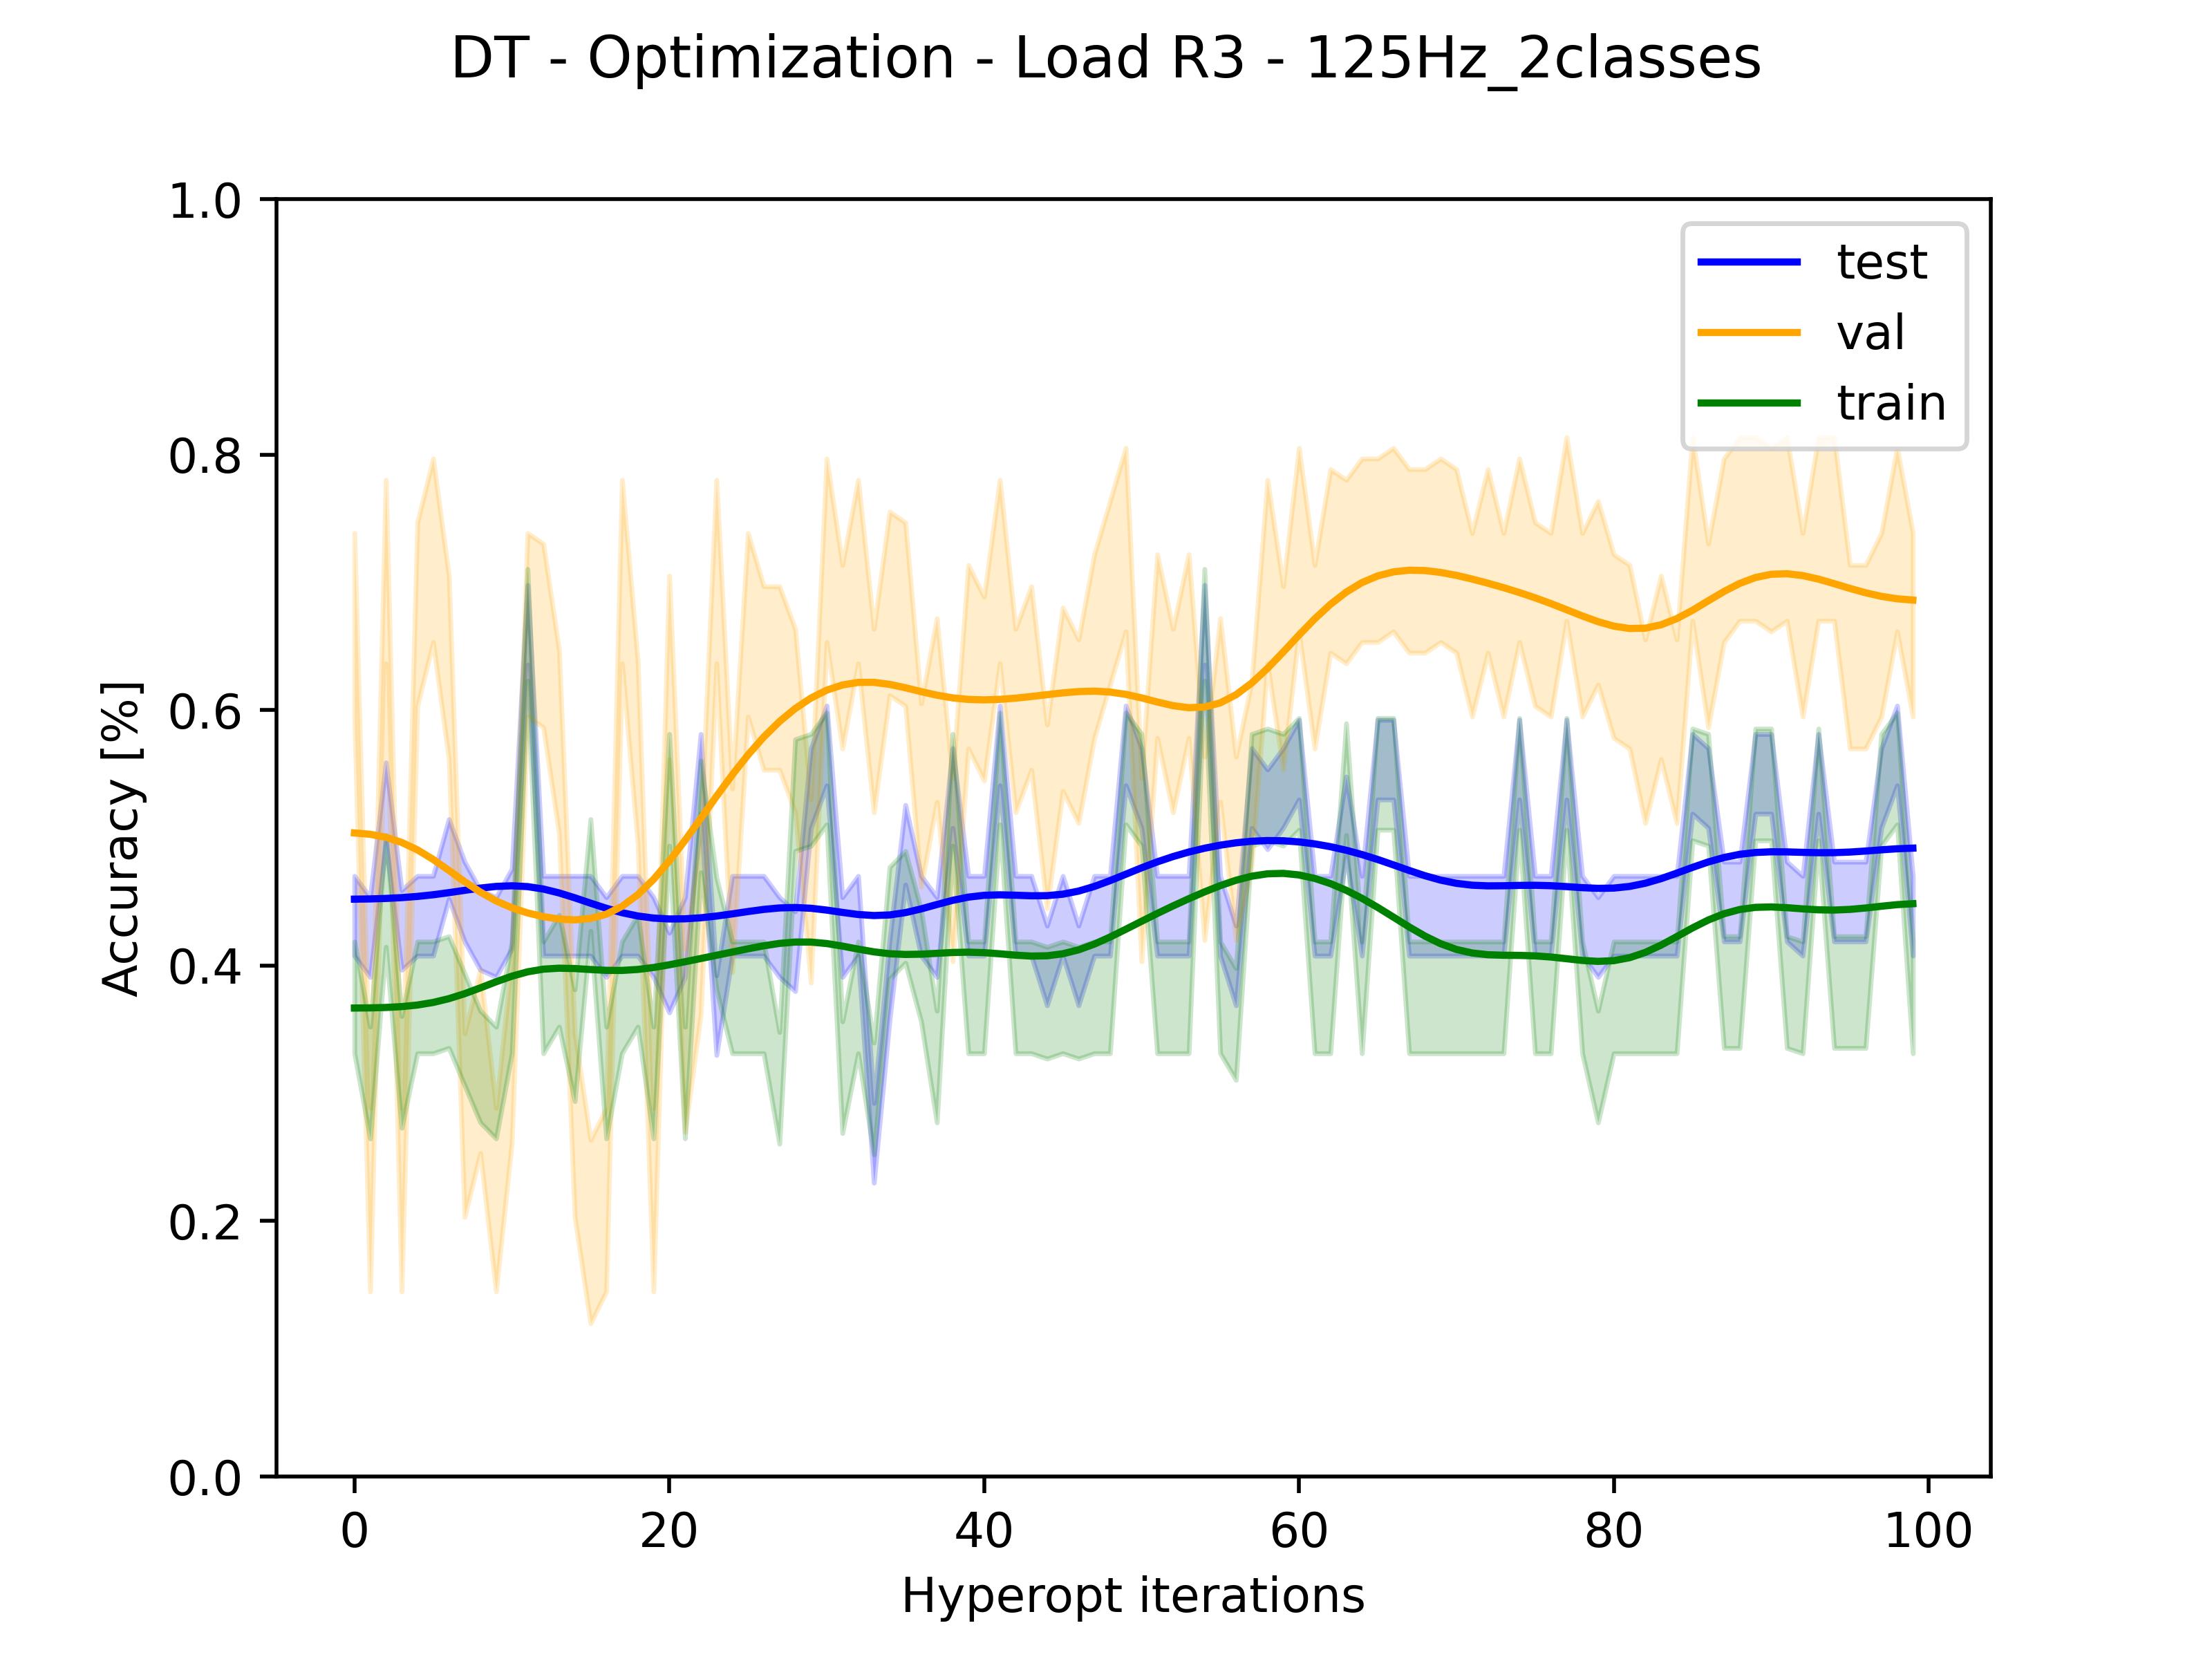 DT - Optimization - Load R3 - 125Hz_2classes
1.0
0.8
0.6
0.4
0.2
0.0
Accuracy [%]
test
val
train
0 20 40 60 80 100
Hyperopt iterations